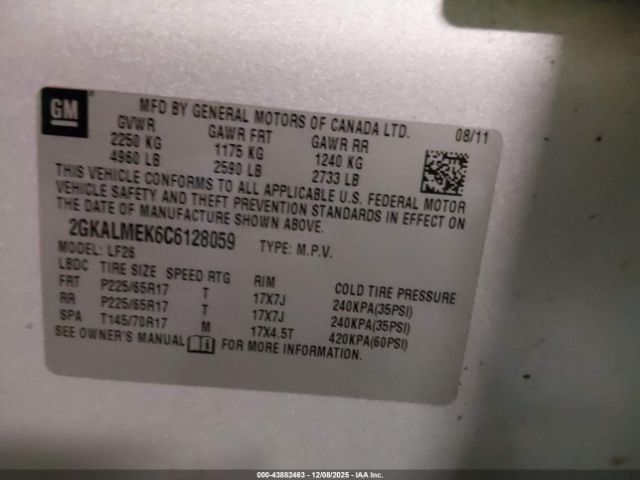 GM
MFD BY GENERAL MOTORS OF CANADA LTD.
08/11
GVWR GAWR FRT GAWR RR
2250 KG 1175 KG 1240 KG
4960 LB 2590 LB 2733 LB
THIS VEHICLE CONFORMS TO ALL APPLICABLE U.S. FEDERAL MOTOR
VEHICLE SAFETY AND THEFT PREVENTION STANDARDS IN EFFECT ON
THE DATE OF MANUFACTURE SHOWN ABOVE.
2GKALMEK6C6128059 TYPE: M.P.V.
MODEL: LF26
LBDC TIRE SIZE SPEED RTG RIM COLD TIRE PRESSURE
FRT P225/65R17 T 17X7J 240KPA(35PSI)
RR P225/65R17 T 17X7J 240KPA(35PSI)
SPA T145/70R17 M 17X4.5T 420KPA(60PSI)
SEE OWNER'S MANUAL FOR MORE INFORMATION.
000-43882463 - 12/08/2025 - IAA Inc.